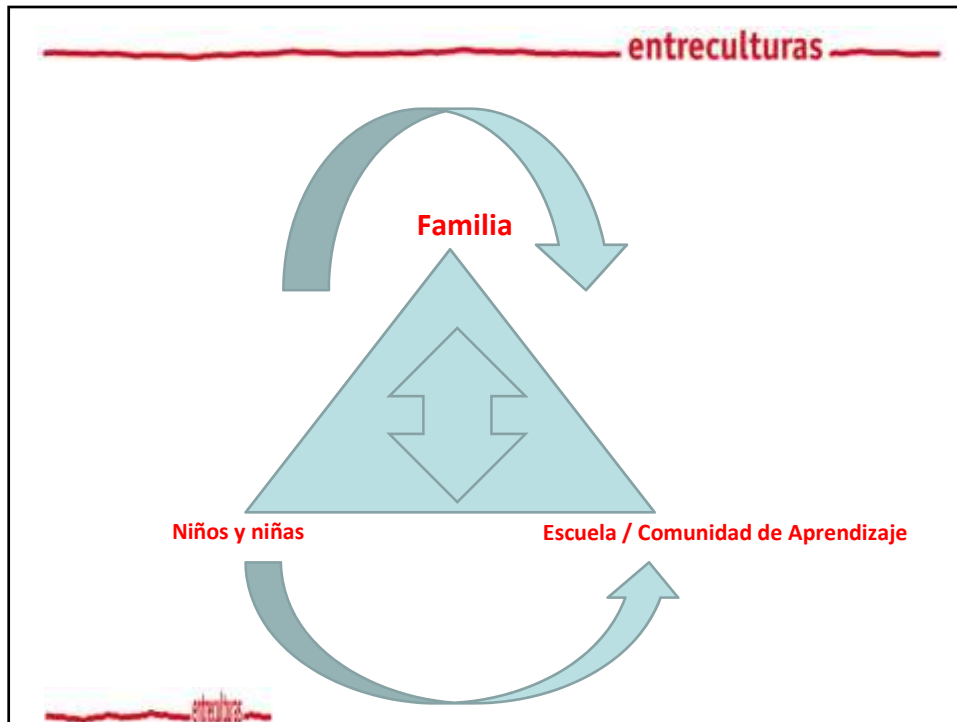 entreculturas
Familia
Niños y niñas
Escuela / Comunidad de Aprendizaje
entreculturas